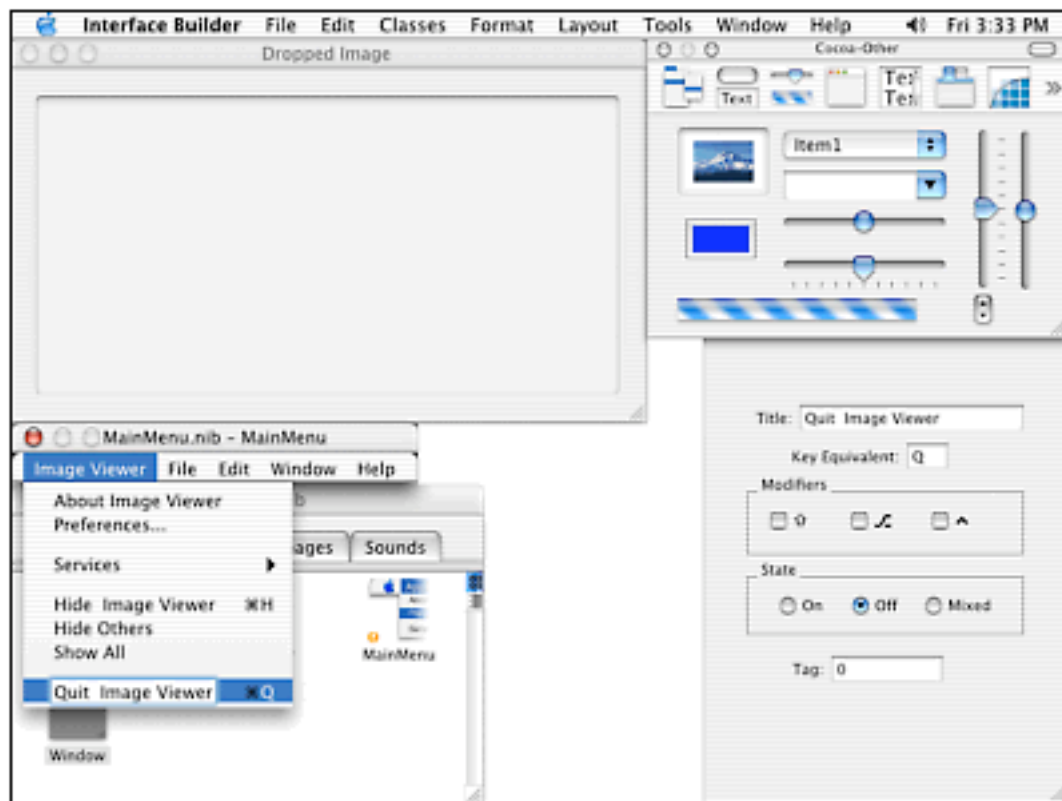 Interface Builder File Edit Classes Format Layout Tools Window Help Fri 3:33 PM
Dropped Image
Cocoa-Other
Text
Item1
MainMenu.nib - MainMenu
Image Viewer File Edit Window Help
About Image Viewer
Preferences...
Services
Hide Image Viewer ⌘H
Hide Others
Show All
Quit Image Viewer ⌘Q
ages Sounds
MainMenu
Window
Title: Quit Image Viewer
Key Equivalent: Q
Modifiers
State
On Off Mixed
Tag: 0